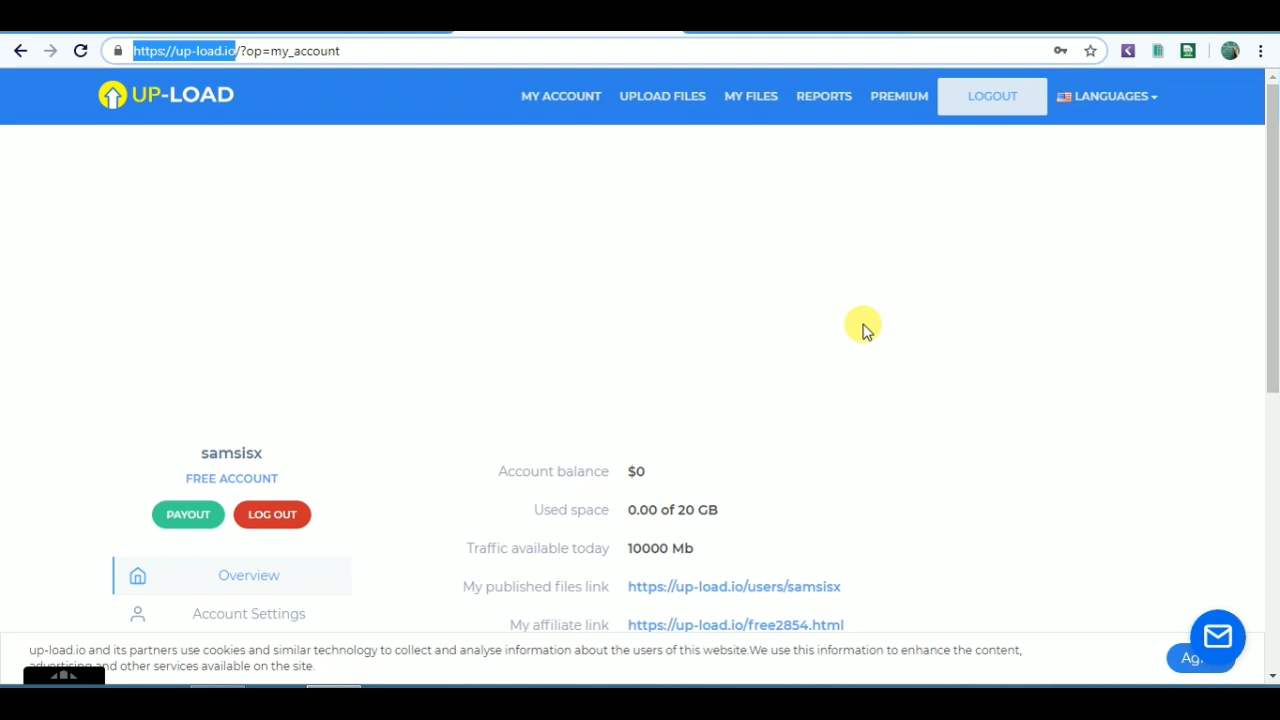 https://up-load.io/?op=my_account
UP-LOAD
MY ACCOUNT UPLOAD FILES MY FILES REPORTS PREMIUM LOGOUT LANGUAGES
samsisx
FREE ACCOUNT
PAYOUT LOG OUT
Overview
Account Settings
Account balance $0
Used space 0.00 of 20 GB
Traffic available today 10000 Mb
My published files link https://up-load.io/users/samsisx
My affiliate link https://up-load.io/free2854.html
up-load.io and its partners use cookies and similar technology to collect and analyse information about the users of this website.We use this information to enhance the content,
advertising and other services available on the site.